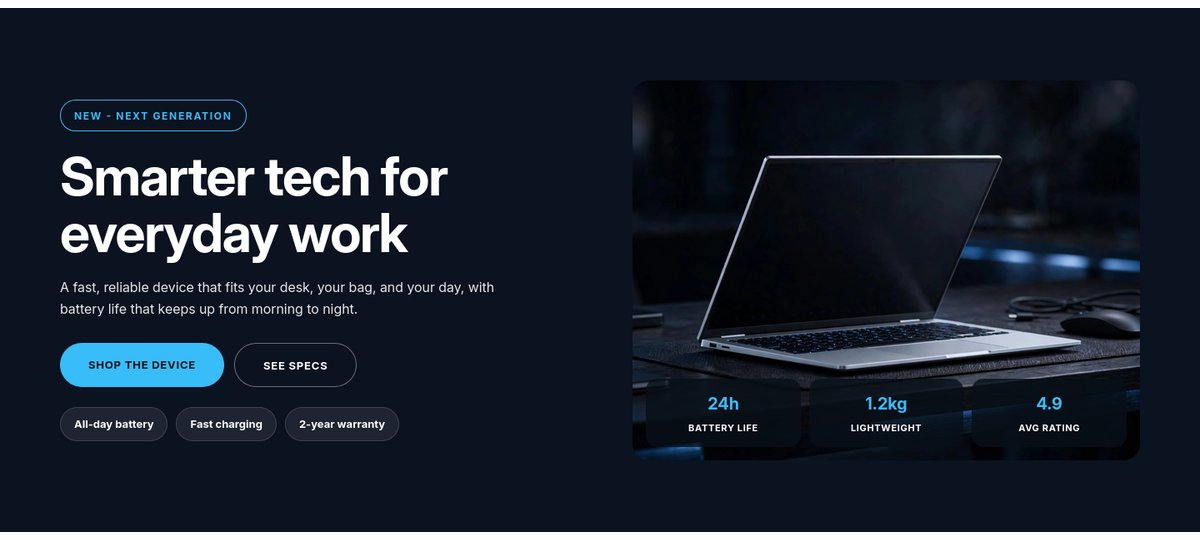 NEW - NEXT GENERATION
Smarter tech for
everyday work
A fast, reliable device that fits your desk, your bag, and your day, with
battery life that keeps up from morning to night.
SHOP THE DEVICE
SEE SPECS
All-day battery
Fast charging
2-year warranty
24h
BATTERY LIFE
1.2kg
LIGHTWEIGHT
4.9
AVG RATING